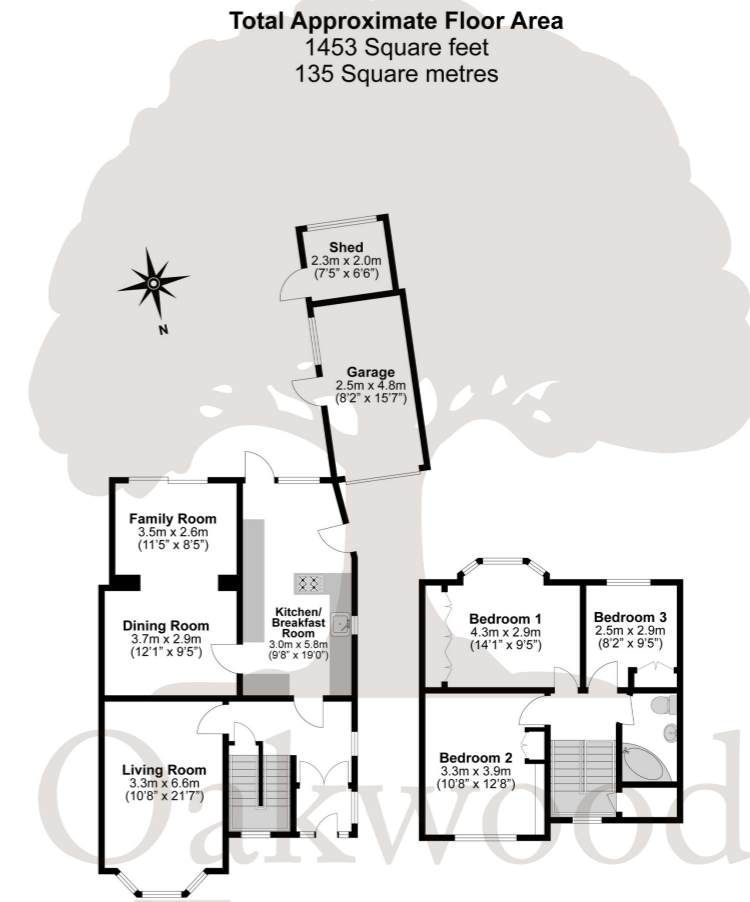 Total Approximate Floor Area
1453 Square feet
135 Square metres
Shed
2.3m x 2.0m
(7'5” x 6'6”)
N
Garage
2.5m x 4.8m
(8'2” x 15'7”)
Family Room
3.5m x 2.6m
(11'5” x 8'5”)
Dining Room
3.7m x 2.9m
(12'1” x 9'5”)
Kitchen/
Breakfast
Room
3.0m x 5.8m
(9'8” x 19'0”)
Living Room
3.3m x 6.6m
(10'8” x 21'7”)
Bedroom 1
4.3m x 2.9m
(14'1” x 9'5”)
Bedroom 3
2.5m x 2.9m
(8'2” x 9'5”)
Bedroom 2
3.3m x 3.9m
(10'8” x 12'8”)
Oakwood